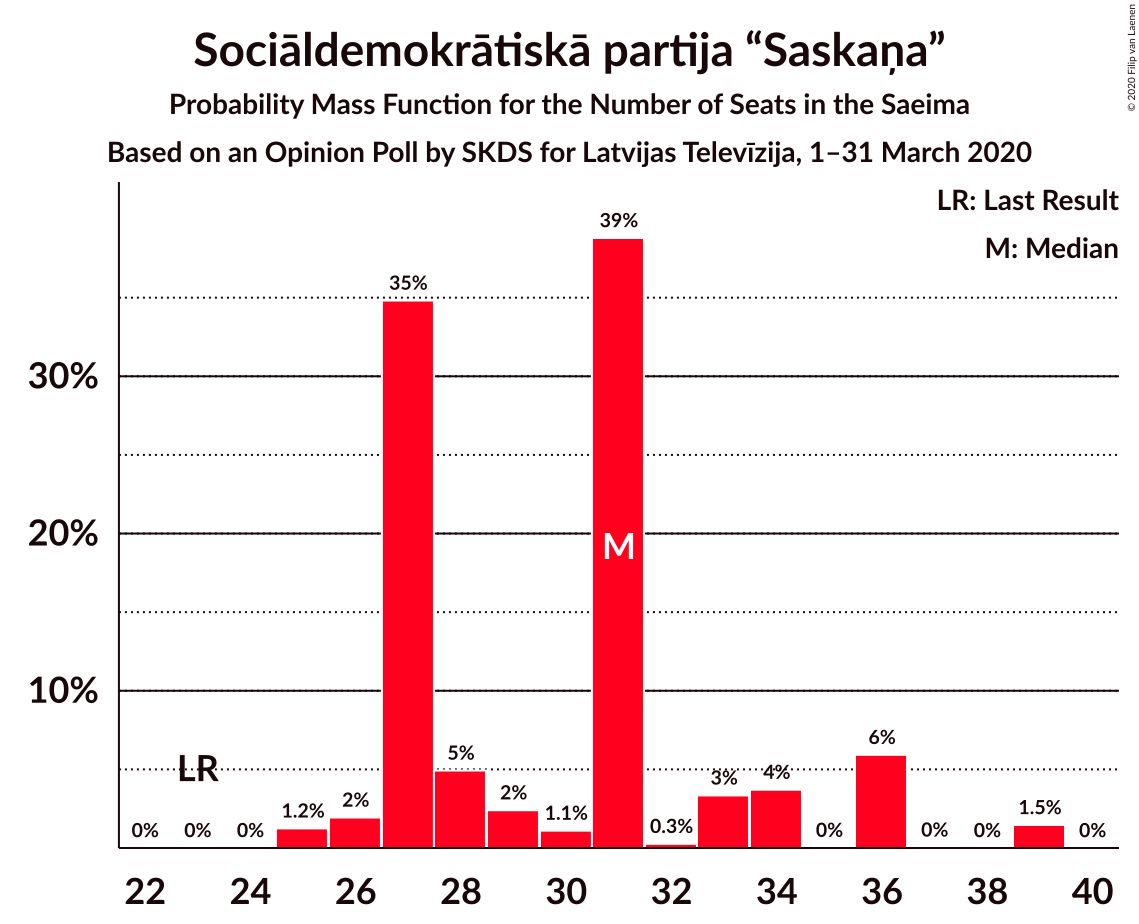 Sociāldemokrātiskā partija “Saskaņa”
Probability Mass Function for the Number of Seats in the Saeima
Based on an Opinion Poll by SKDS for Latvijas Televīzija, 1–31 March 2020
© 2020 Filip van Laenen
LR: Last Result
M: Median
30%
20%
10%
0%
LR
0%
0%
1.2%
2%
35%
5%
2%
1.1%
39%
M
0.3%
3%
4%
0%
6%
0%
0%
1.5%
0%
22 24 26 28 30 32 34 36 38 40